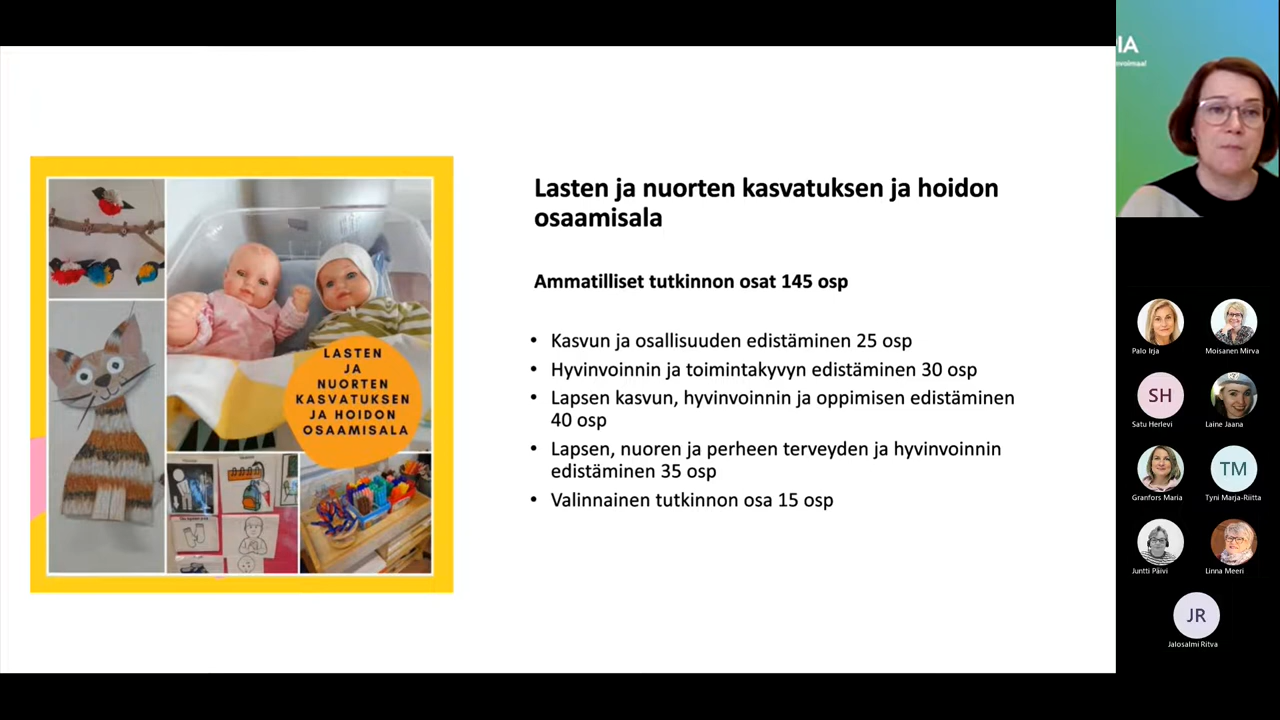 Lasten ja nuorten kasvatuksen ja hoidon
osaamisala
Ammatilliset tutkinnon osat 145 osp
• Kasvun ja osallisuuden edistäminen 25 osp
• Hyvinvoinnin ja toimintakyvyn edistäminen 30 osp
• Lapsen kasvun, hyvinvoinnin ja oppimisen edistäminen
40 osp
• Lapsen, nuoren ja perheen terveyden ja hyvinvoinnin
edistäminen 35 osp
• Valinnainen tutkinnon osa 15 osp
LASTEN
JA
NUORTEN
KASVATUKSEN
JA HOIDON
OSAAMISALA
IA
Palo Irja
Moisanen Mirva
SH
Satu Herlevi
Laine Jaana
Granfors Maria
TM
Tyni Marja-Riitta
Juntti Päivi
Linna Meeri
JR
Jalosalmi Ritva